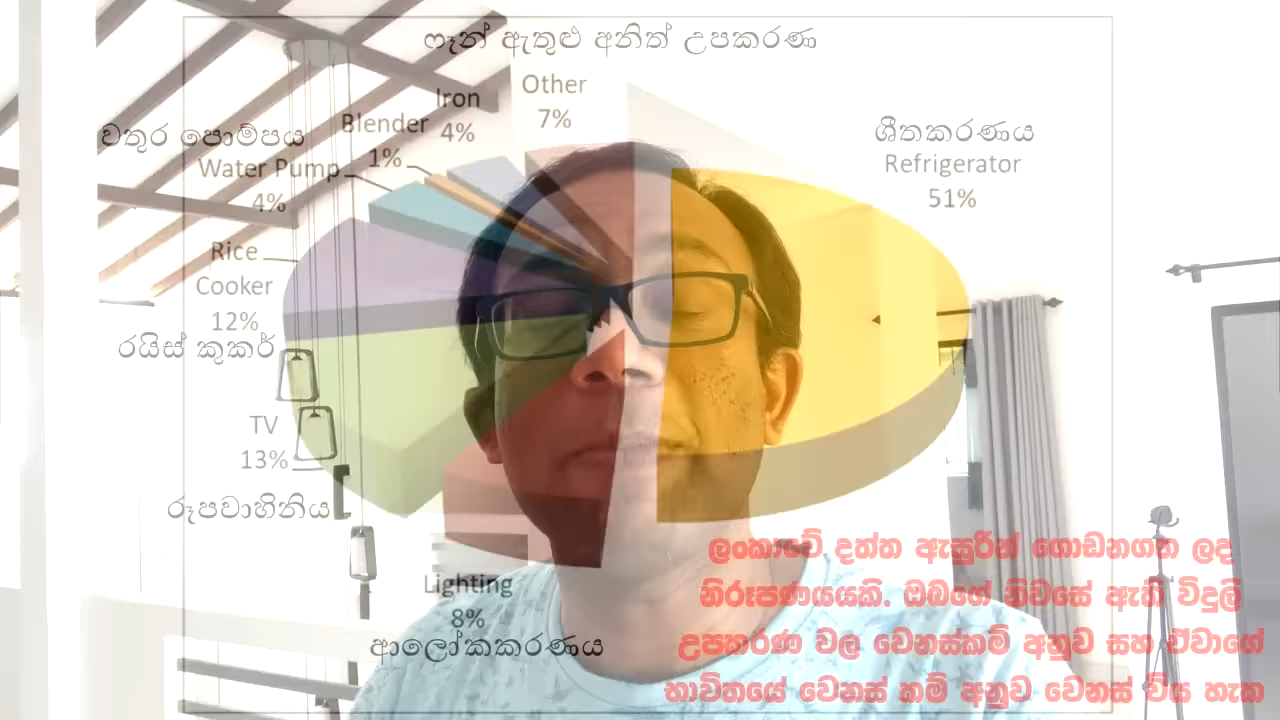 ෆෑන් ඇතුළු අනිත් උපකරණ
Other
7%
Iron
4%
Blender
1%
වතුර පොම්පය
Water Pump
4%
ශීතකරණය
Refrigerator
51%
Rice
Cooker
12%
රයිස් කුකර්
TV
13%
රූපවාහිනිය
Lighting
8%
ආලෝකකරණය
ලංකාවේ දත්ත ඇසුරින් ගොඩනගන ලද
නිරූපණයයකි. ඔබගේ නිවසේ ඇති විදුලි
උපකරණ වල වෙනස්කම් අනුව සහ ඒවාගේ
භාවිතයේ වෙනස් කම් අනුව වෙනස් විය හැක